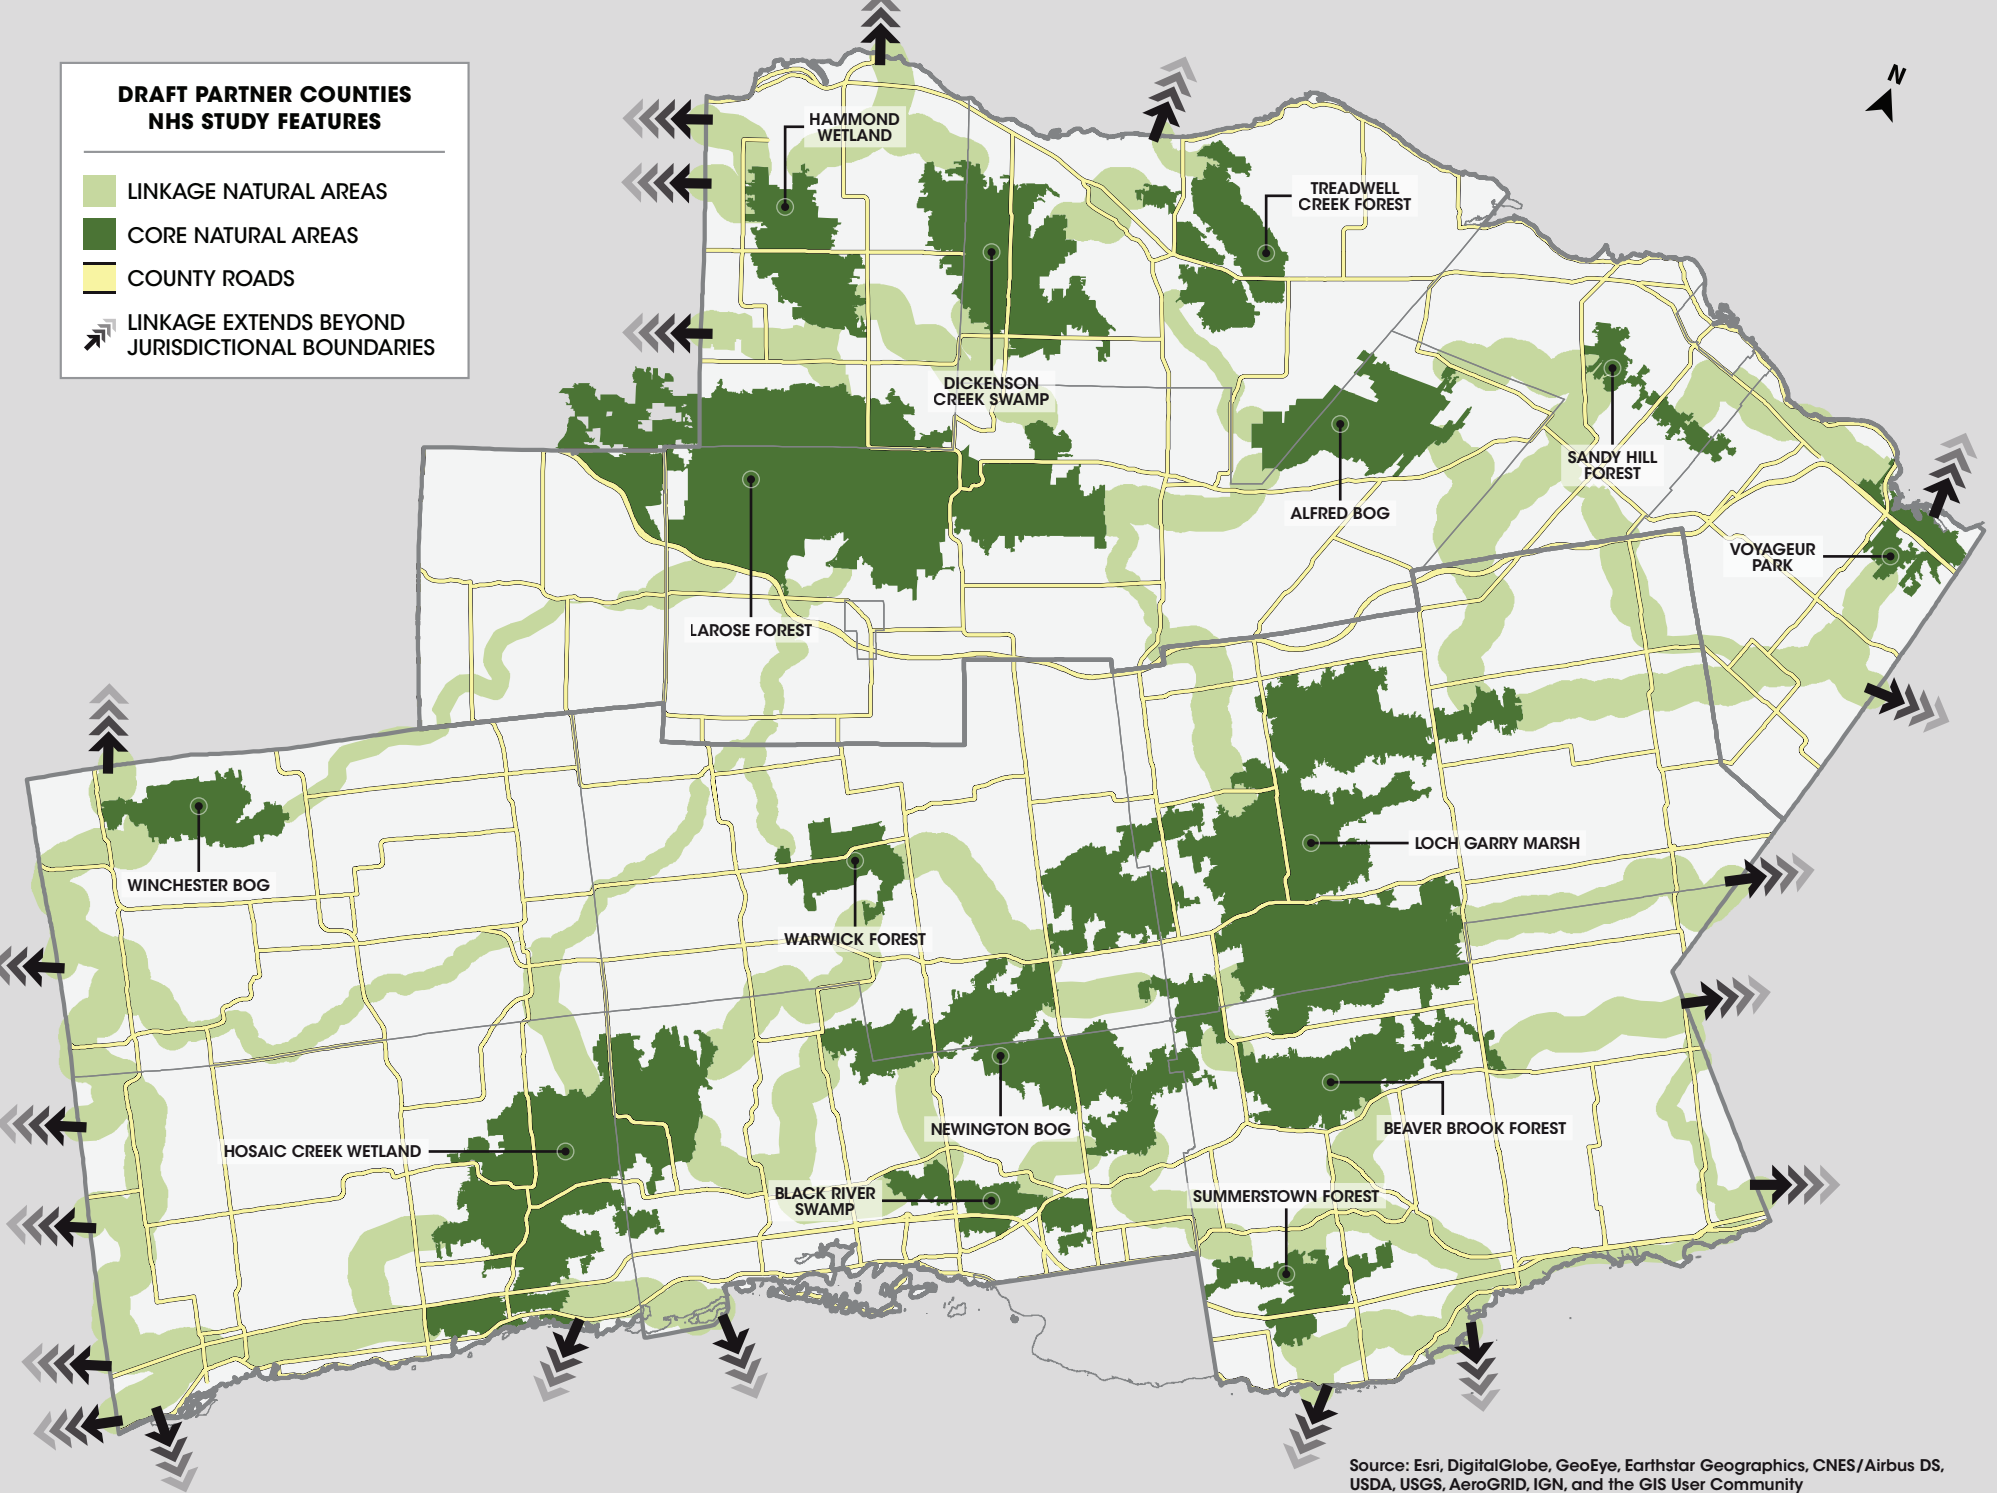 DRAFT PARTNER COUNTIES
NHS STUDY FEATURES
LINKAGE NATURAL AREAS
CORE NATURAL AREAS
COUNTY ROADS
LINKAGE EXTENDS BEYOND
JURISDICTIONAL BOUNDARIES
N
HAMMOND
WETLAND
TREADWELL
CREEK FOREST
DICKENSON
CREEK SWAMP
SANDY HILL
FOREST
ALFRED BOG
VOYAGEUR
PARK
LAROSE FOREST
LOCH GARRY MARSH
WINCHESTER BOG
WARWICK FOREST
NEWINGTON BOG
BEAVER BROOK FOREST
HOSAIC CREEK WETLAND
BLACK RIVER
SWAMP
SUMMERSTOWN FOREST
Source: Esri, DigitalGlobe, GeoEye, Earthstar Geographics, CNES/Airbus DS,
USDA, USGS, AeroGRID, IGN, and the GIS User Community